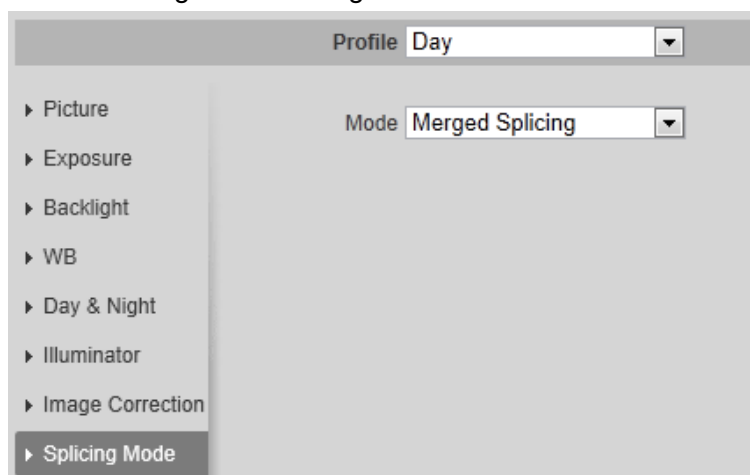 Profile Day
Mode Merged Splicing
Picture
Exposure
Backlight
WB
Day & Night
Illuminator
Image Correction
Splicing Mode